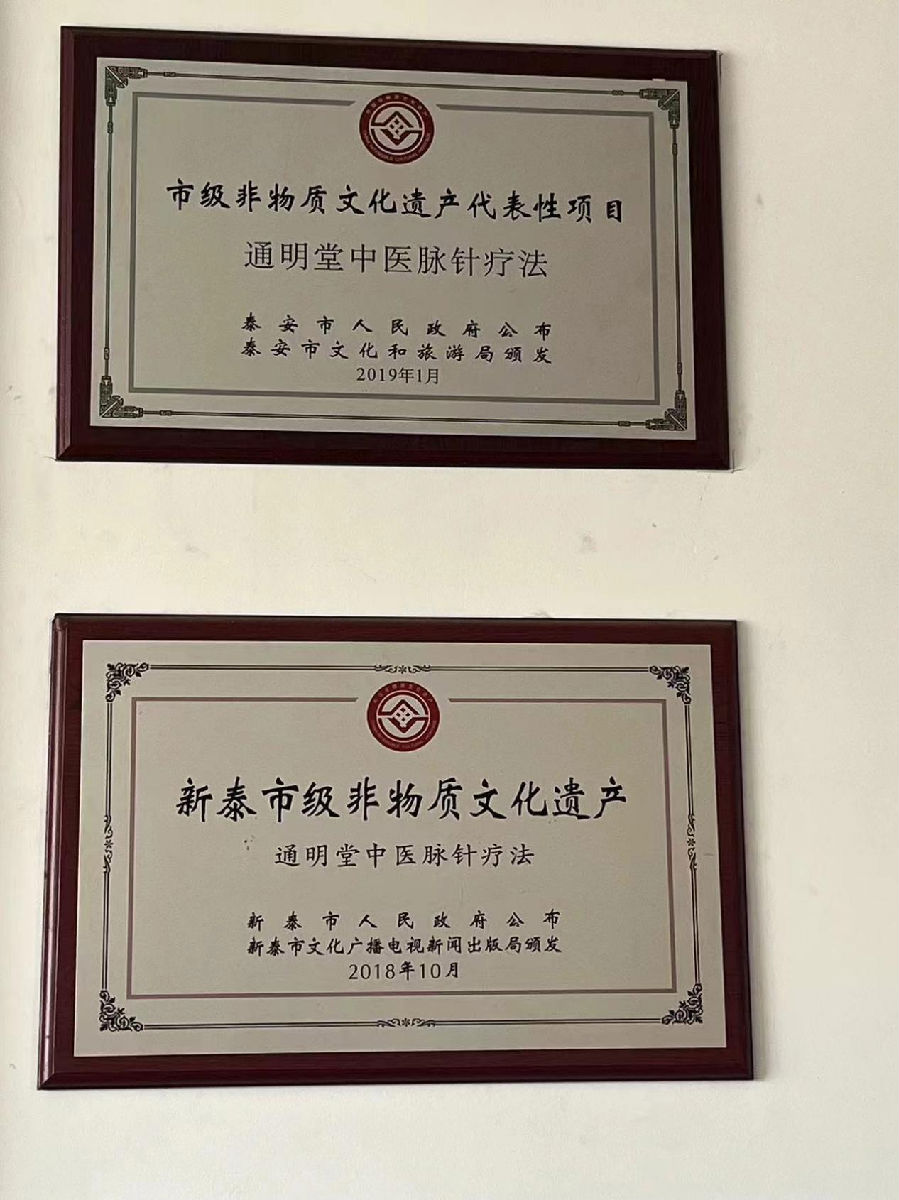 市级非物质文化遗产代表性项目
通明堂中医脉针疗法
泰安市人民政府公布
泰安市文化和旅游局颁发
2019年1月
新泰市级非物质文化遗产
通明堂中医脉针疗法
新泰市人民政府公布
新泰市文化广播电视新闻出版局颁发
2018年10月